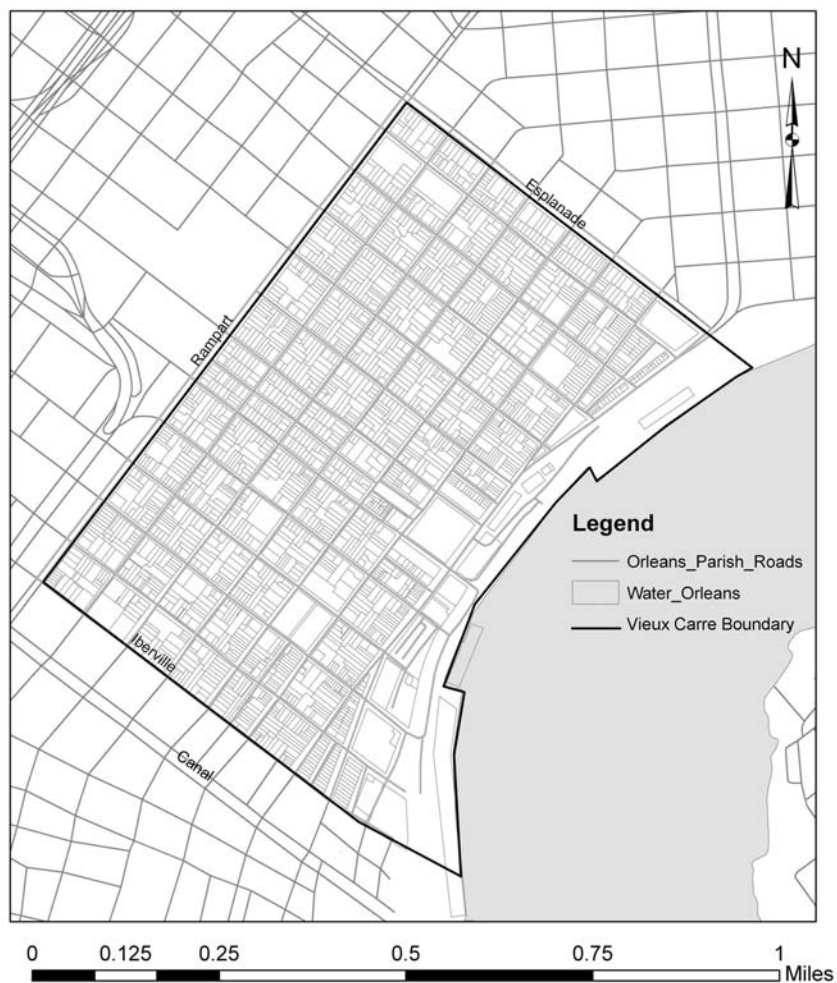 N
Esplanade
Rampart
Legend
Orleans_Parish_Roads
Water_Orleans
Vieux Carre Boundary
Iberville
Canal
0 0.125 0.25 0.5 0.75 1
Miles